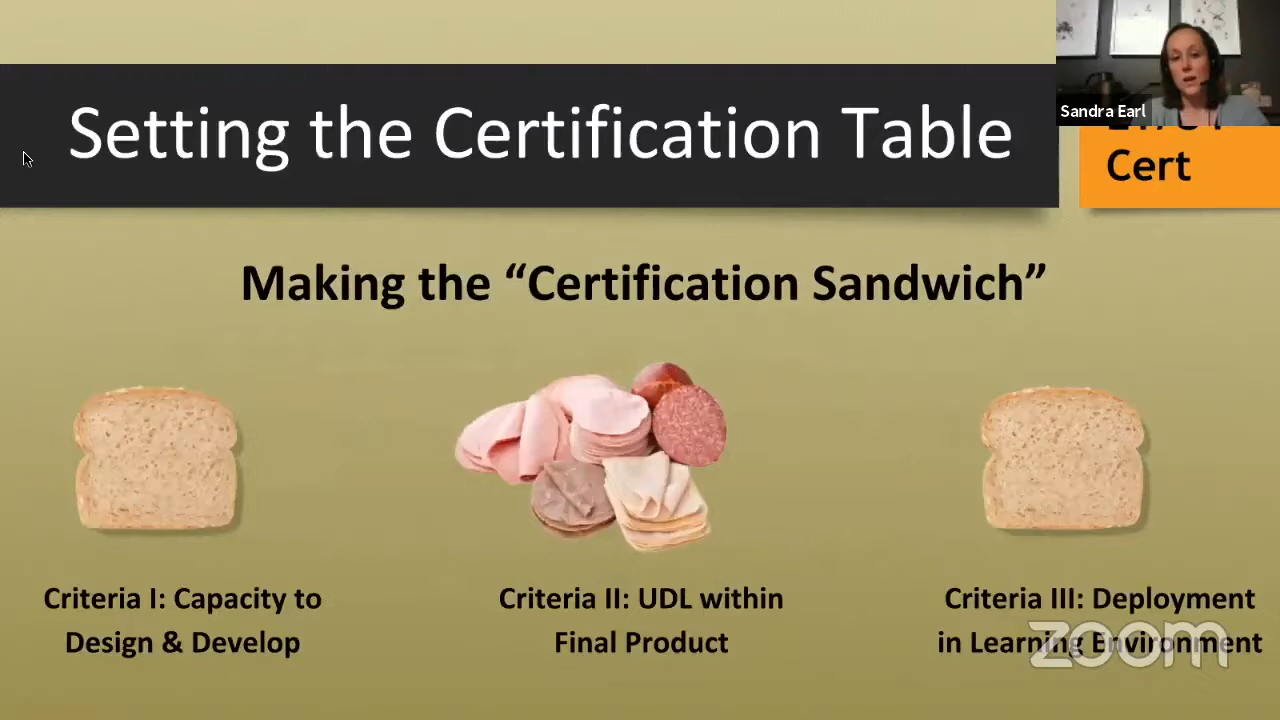 Setting the Certification Table
Sandra Earl
Cert
Making the “Certification Sandwich”
Criteria I: Capacity to
Design & Develop
Criteria II: UDL within
Final Product
Criteria III: Deployment
in Learning Environment
zoom